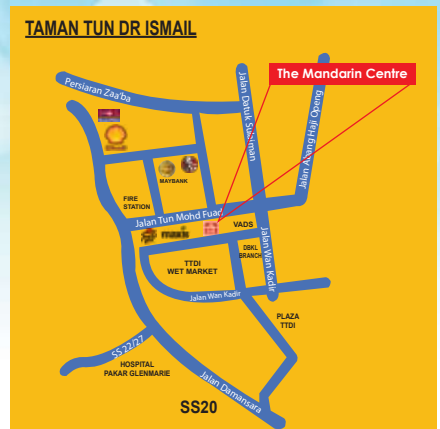 TAMAN TUN DR ISMAIL
The Mandarin Centre
Persiaran Zaa'ba
Jalan Datuk Sulaiman
Jalan Abang Haji Openg
MAYBANK
FIRE
STATION
Jalan Tun Mohd Fuad
maxis
VADS
DBKL
BRANCH
Jalan Wan Kadir
TTDI
WET MARKET
Jalan Wan Kadir
PLAZA
TTDI
SS 22/27
HOSPITAL
PAKAR GLENMARIE
Jalan Damansara
SS20